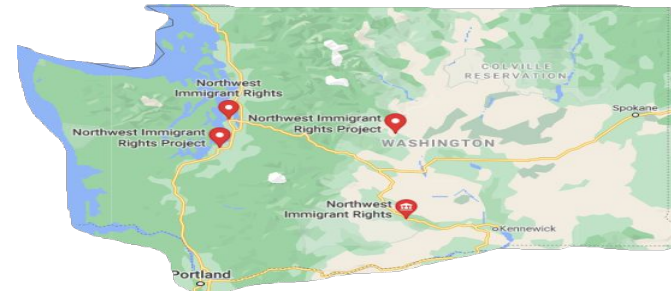 COLVILLE
RESERVATION
Northwest
Immigrant Rights
Spokane
Northwest Immigrant
Rights Project
Northwest Immigrant
Rights Project
WASHINGTON
Northwest
Immigrant Rights
Kennewick
Portland